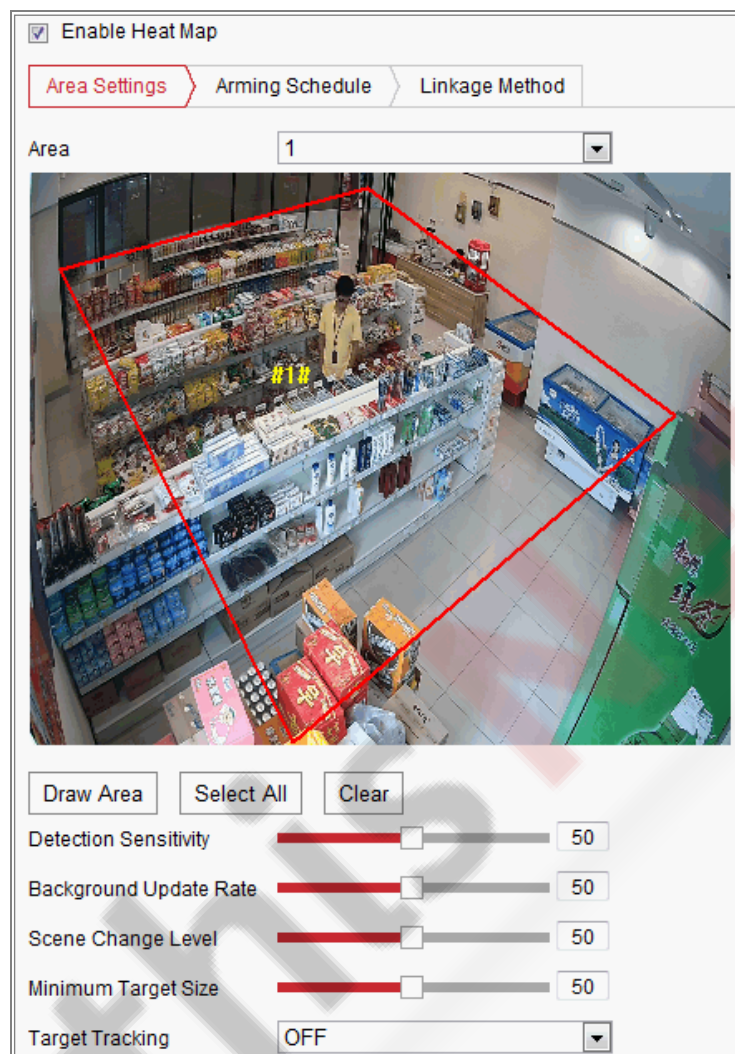 Enable Heat Map
Area Settings
Arming Schedule
Linkage Method
Area
1
#1#
Draw Area
Select All
Clear
Detection Sensitivity
50
Background Update Rate
50
Scene Change Level
50
Minimum Target Size
50
Target Tracking
OFF